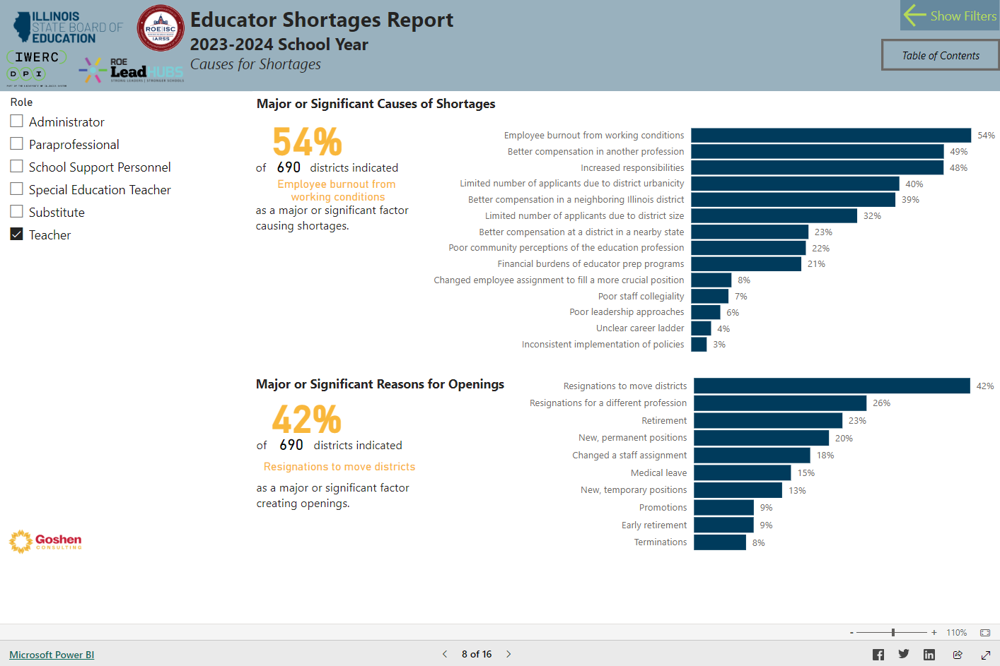 ILLINOIS
STATE BOARD OF
EDUCATION
ROE|ISC
IARSS
IWERC
DPI
ROE
LeadHUBS
STRONG LEADERS | STRONGER SCHOOLS
Educator Shortages Report
2023-2024 School Year
Causes for Shortages
Show Filters
Table of Contents
Role
Administrator
Paraprofessional
School Support Personnel
Special Education Teacher
Substitute
Teacher
Major or Significant Causes of Shortages
54%
of 690 districts indicated
Employee burnout from
working conditions
as a major or significant factor
causing shortages.
Employee burnout from working conditions 54%
Better compensation in another profession 49%
Increased responsibilities 48%
Limited number of applicants due to district urbanicity 40%
Better compensation in a neighboring Illinois district 39%
Limited number of applicants due to district size 32%
Better compensation at a district in a nearby state 23%
Poor community perceptions of the education profession 22%
Financial burdens of educator prep programs 21%
Changed employee assignment to fill a more crucial position 8%
Poor staff collegiality 7%
Poor leadership approaches 6%
Unclear career ladder 4%
Inconsistent implementation of policies 3%
Major or Significant Reasons for Openings
42%
of 690 districts indicated
Resignations to move districts
as a major or significant factor
creating openings.
Resignations to move districts 42%
Resignations for a different profession 26%
Retirement 23%
New, permanent positions 20%
Changed a staff assignment 18%
Medical leave 15%
New, temporary positions 13%
Promotions 9%
Early retirement 9%
Terminations 8%
Goshen
CONSULTING
- + 110%
Microsoft Power BI
< 8 of 16 >